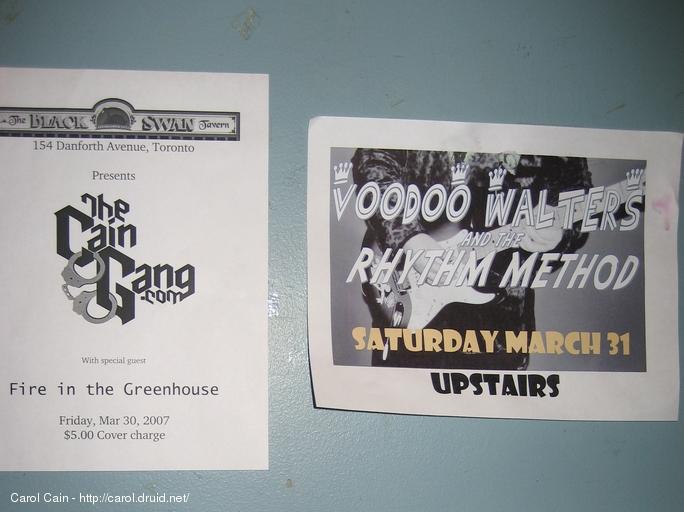 The BLACK SWAN Tavern
154 Danforth Avenue, Toronto
Presents
The
Cain
Gang
.com
With special guest
Fire in the Greenhouse
Friday, Mar 30, 2007
$5.00 Cover charge
VOODOO WALTERS
AND THE
RHYTHM METHOD
SATURDAY MARCH 31
UPSTAIRS
Carol Cain - http://carol.druid.net/